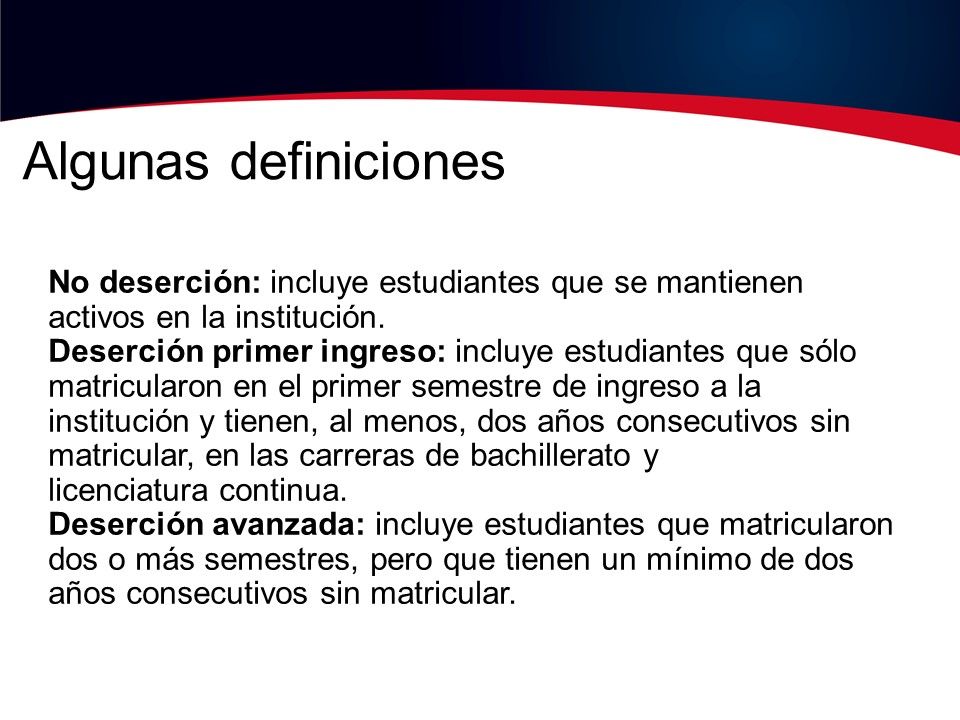 Algunas definiciones
No deserción: incluye estudiantes que se mantienen
activos en la institución.
Deserción primer ingreso: incluye estudiantes que sólo
matricularon en el primer semestre de ingreso a la
institución y tienen, al menos, dos años consecutivos sin
matricular, en las carreras de bachillerato y
licenciatura continua.
Deserción avanzada: incluye estudiantes que matricularon
dos o más semestres, pero que tienen un mínimo de dos
años consecutivos sin matricular.